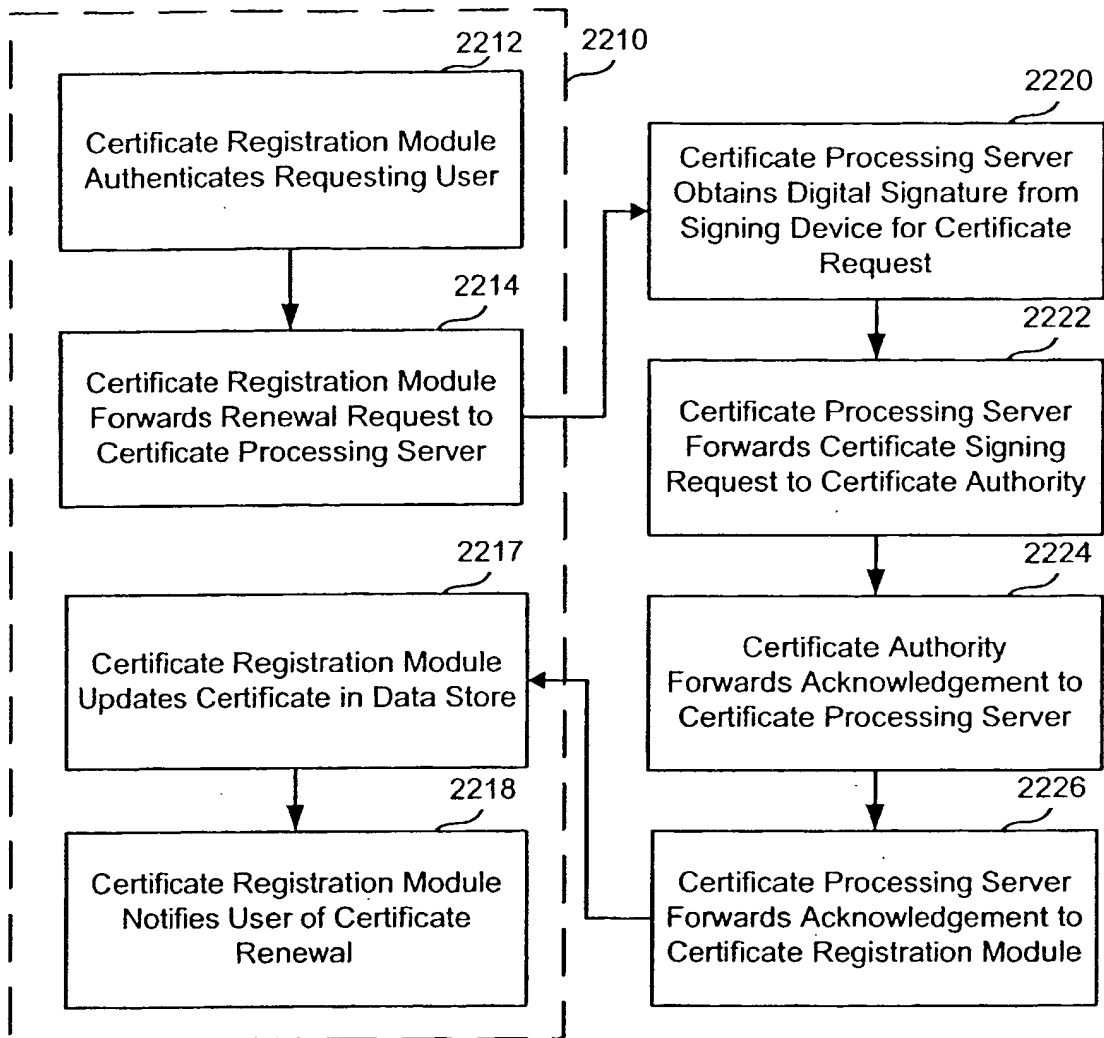 2212
2210
Certificate Registration Module
Authenticates Requesting User
2214
Certificate Registration Module
Forwards Renewal Request to
Certificate Processing Server
2220
Certificate Processing Server
Obtains Digital Signature from
Signing Device for Certificate
Request
2222
Certificate Processing Server
Forwards Certificate Signing
Request to Certificate Authority
2224
Certificate Authority
Forwards Acknowledgement to
Certificate Processing Server
2226
Certificate Processing Server
Forwards Acknowledgement to
Certificate Registration Module
2217
Certificate Registration Module
Updates Certificate in Data Store
2218
Certificate Registration Module
Notifies User of Certificate
Renewal